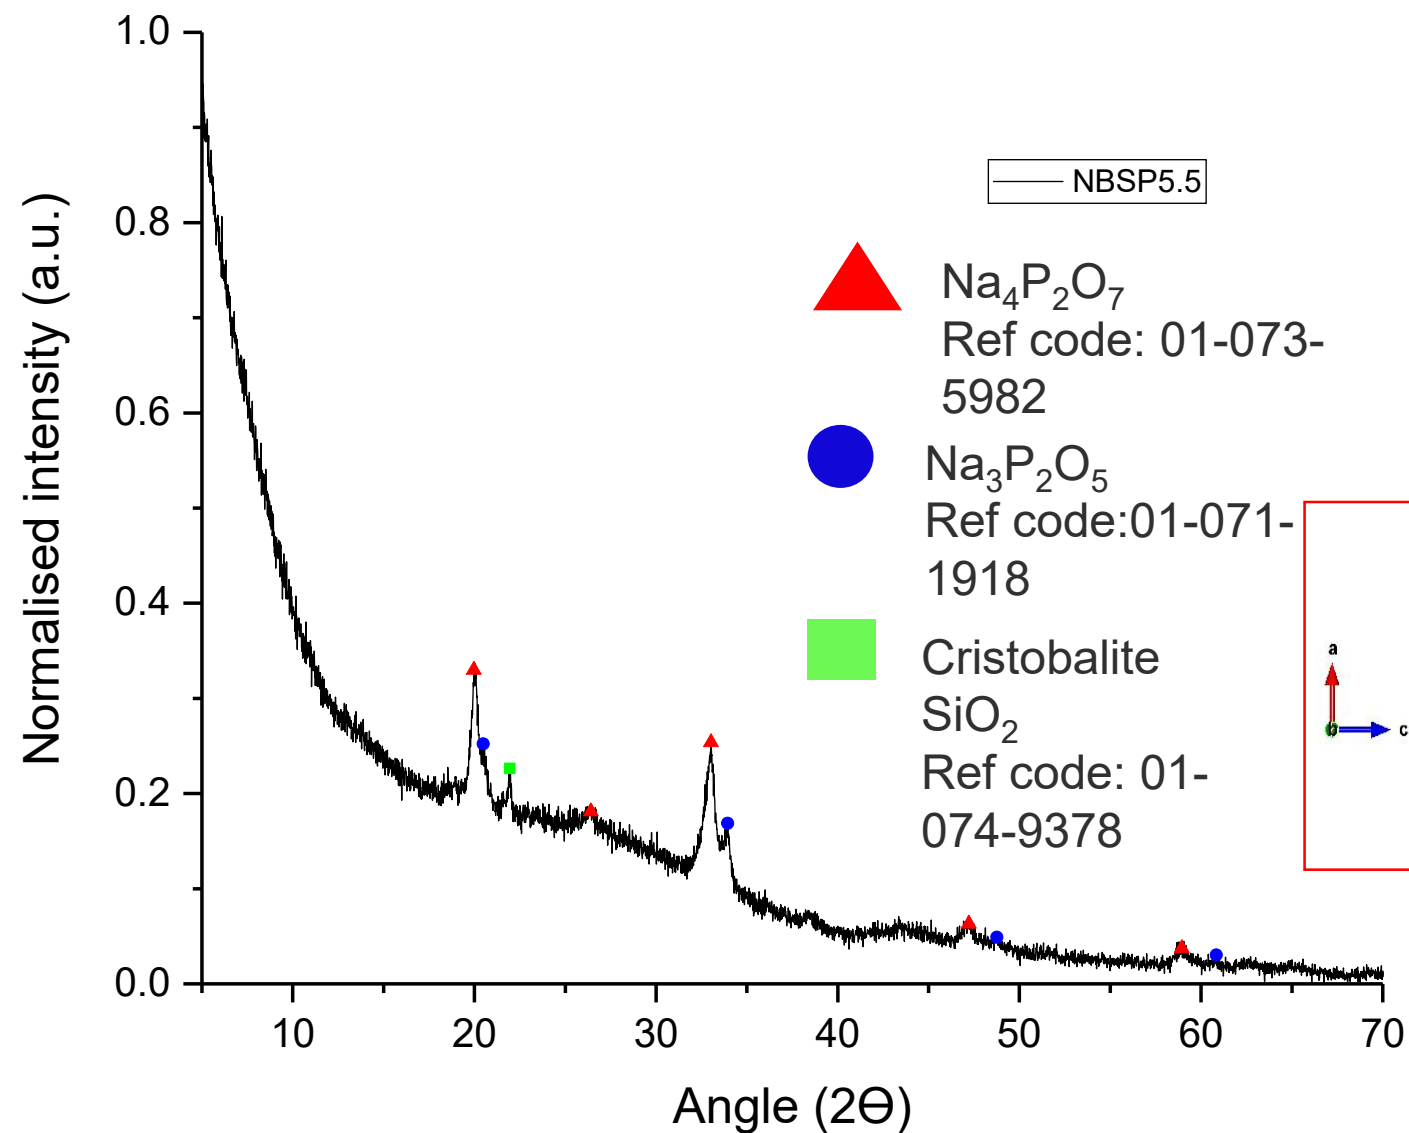 1.0
0.8
0.6
0.4
0.2
0.0
Normalised intensity (a.u.)
10 20 30 40 50 60 70
Angle (2Ɵ)
NBSP5.5
Na₄P₂O₇
Ref code: 01-073-
5982
Na₃P₂O₅
Ref code:01-071-
1918
Cristobalite
SiO₂
Ref code: 01-
074-9378
a
b
c